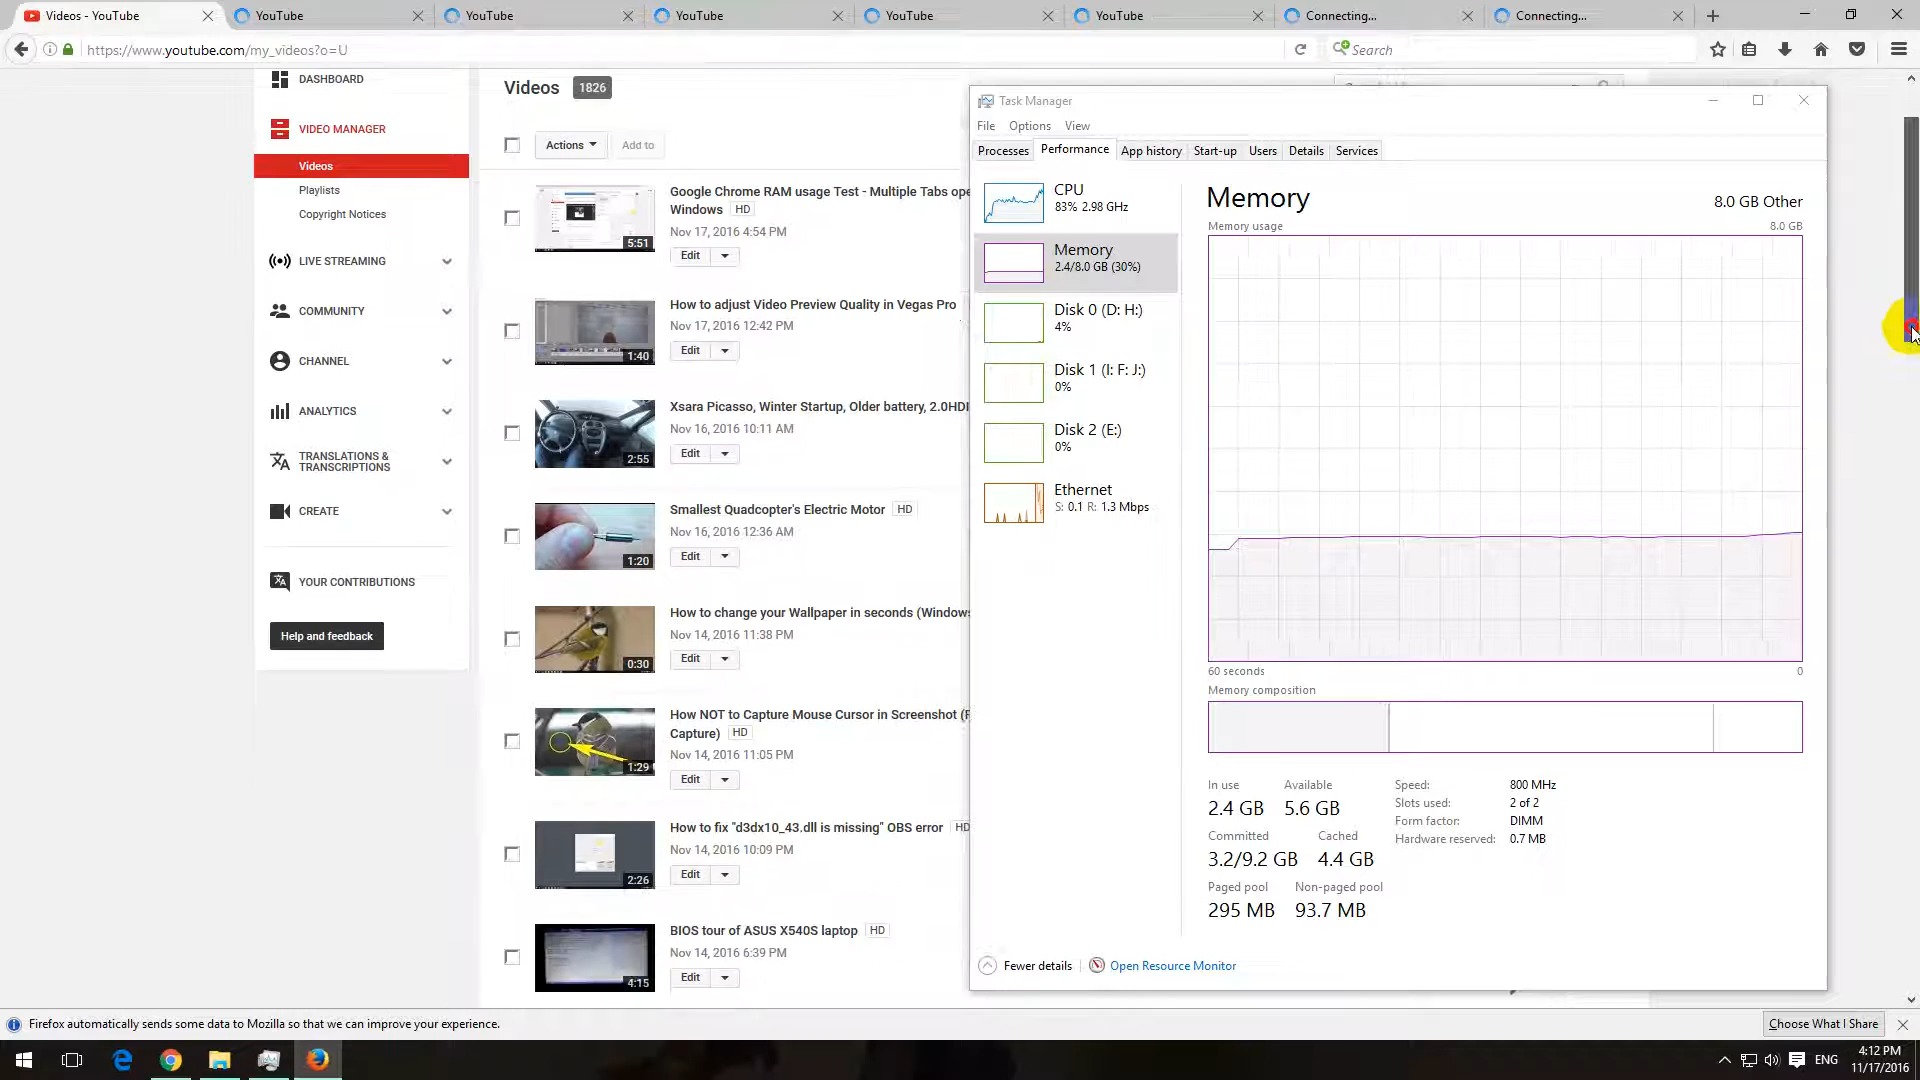 Videos - YouTube
YouTube
YouTube
YouTube
YouTube
YouTube
Connecting...
Connecting...
https://www.youtube.com/my_videos?o=U
Search
DASHBOARD
VIDEO MANAGER
Videos
Playlists
Copyright Notices
LIVE STREAMING
COMMUNITY
CHANNEL
ANALYTICS
TRANSLATIONS &
TRANSCRIPTIONS
CREATE
YOUR CONTRIBUTIONS
Help and feedback
Videos 1826
Actions Add to
Google Chrome RAM usage Test - Multiple Tabs ope
Windows HD
Nov 17, 2016 4:54 PM
5:51
Edit
How to adjust Video Preview Quality in Vegas Pro
Nov 17, 2016 12:42 PM
1:40
Edit
Xsara Picasso, Winter Startup, Older battery, 2.0HDI
Nov 16, 2016 10:11 AM
2:55
Edit
Smallest Quadcopter's Electric Motor HD
Nov 16, 2016 12:36 AM
1:20
Edit
How to change your Wallpaper in seconds (Windows
Nov 14, 2016 11:38 PM
0:30
Edit
How NOT to Capture Mouse Cursor in Screenshot (F
Capture) HD
Nov 14, 2016 11:05 PM
1:29
Edit
How to fix "d3dx10_43.dll is missing" OBS error HD
Nov 14, 2016 10:09 PM
2:26
Edit
BIOS tour of ASUS X540S laptop HD
Nov 14, 2016 6:39 PM
4:15
Edit
Task Manager
File Options View
Processes Performance App history Start-up Users Details Services
CPU
83% 2.98 GHz
Memory
2.4/8.0 GB (30%)
Disk 0 (D: H:)
4%
Disk 1 (I: F: J:)
0%
Disk 2 (E:)
0%
Ethernet
S: 0.1 R: 1.3 Mbps
Memory
8.0 GB Other
Memory usage 8.0 GB
60 seconds 0
Memory composition
In use Available
2.4 GB 5.6 GB
Committed Cached
3.2/9.2 GB 4.4 GB
Paged pool Non-paged pool
295 MB 93.7 MB
Speed: 800 MHz
Slots used: 2 of 2
Form factor: DIMM
Hardware reserved: 0.7 MB
Fewer details Open Resource Monitor
Firefox automatically sends some data to Mozilla so that we can improve your experience.
Choose What I Share
ENG
4:12 PM
11/17/2016